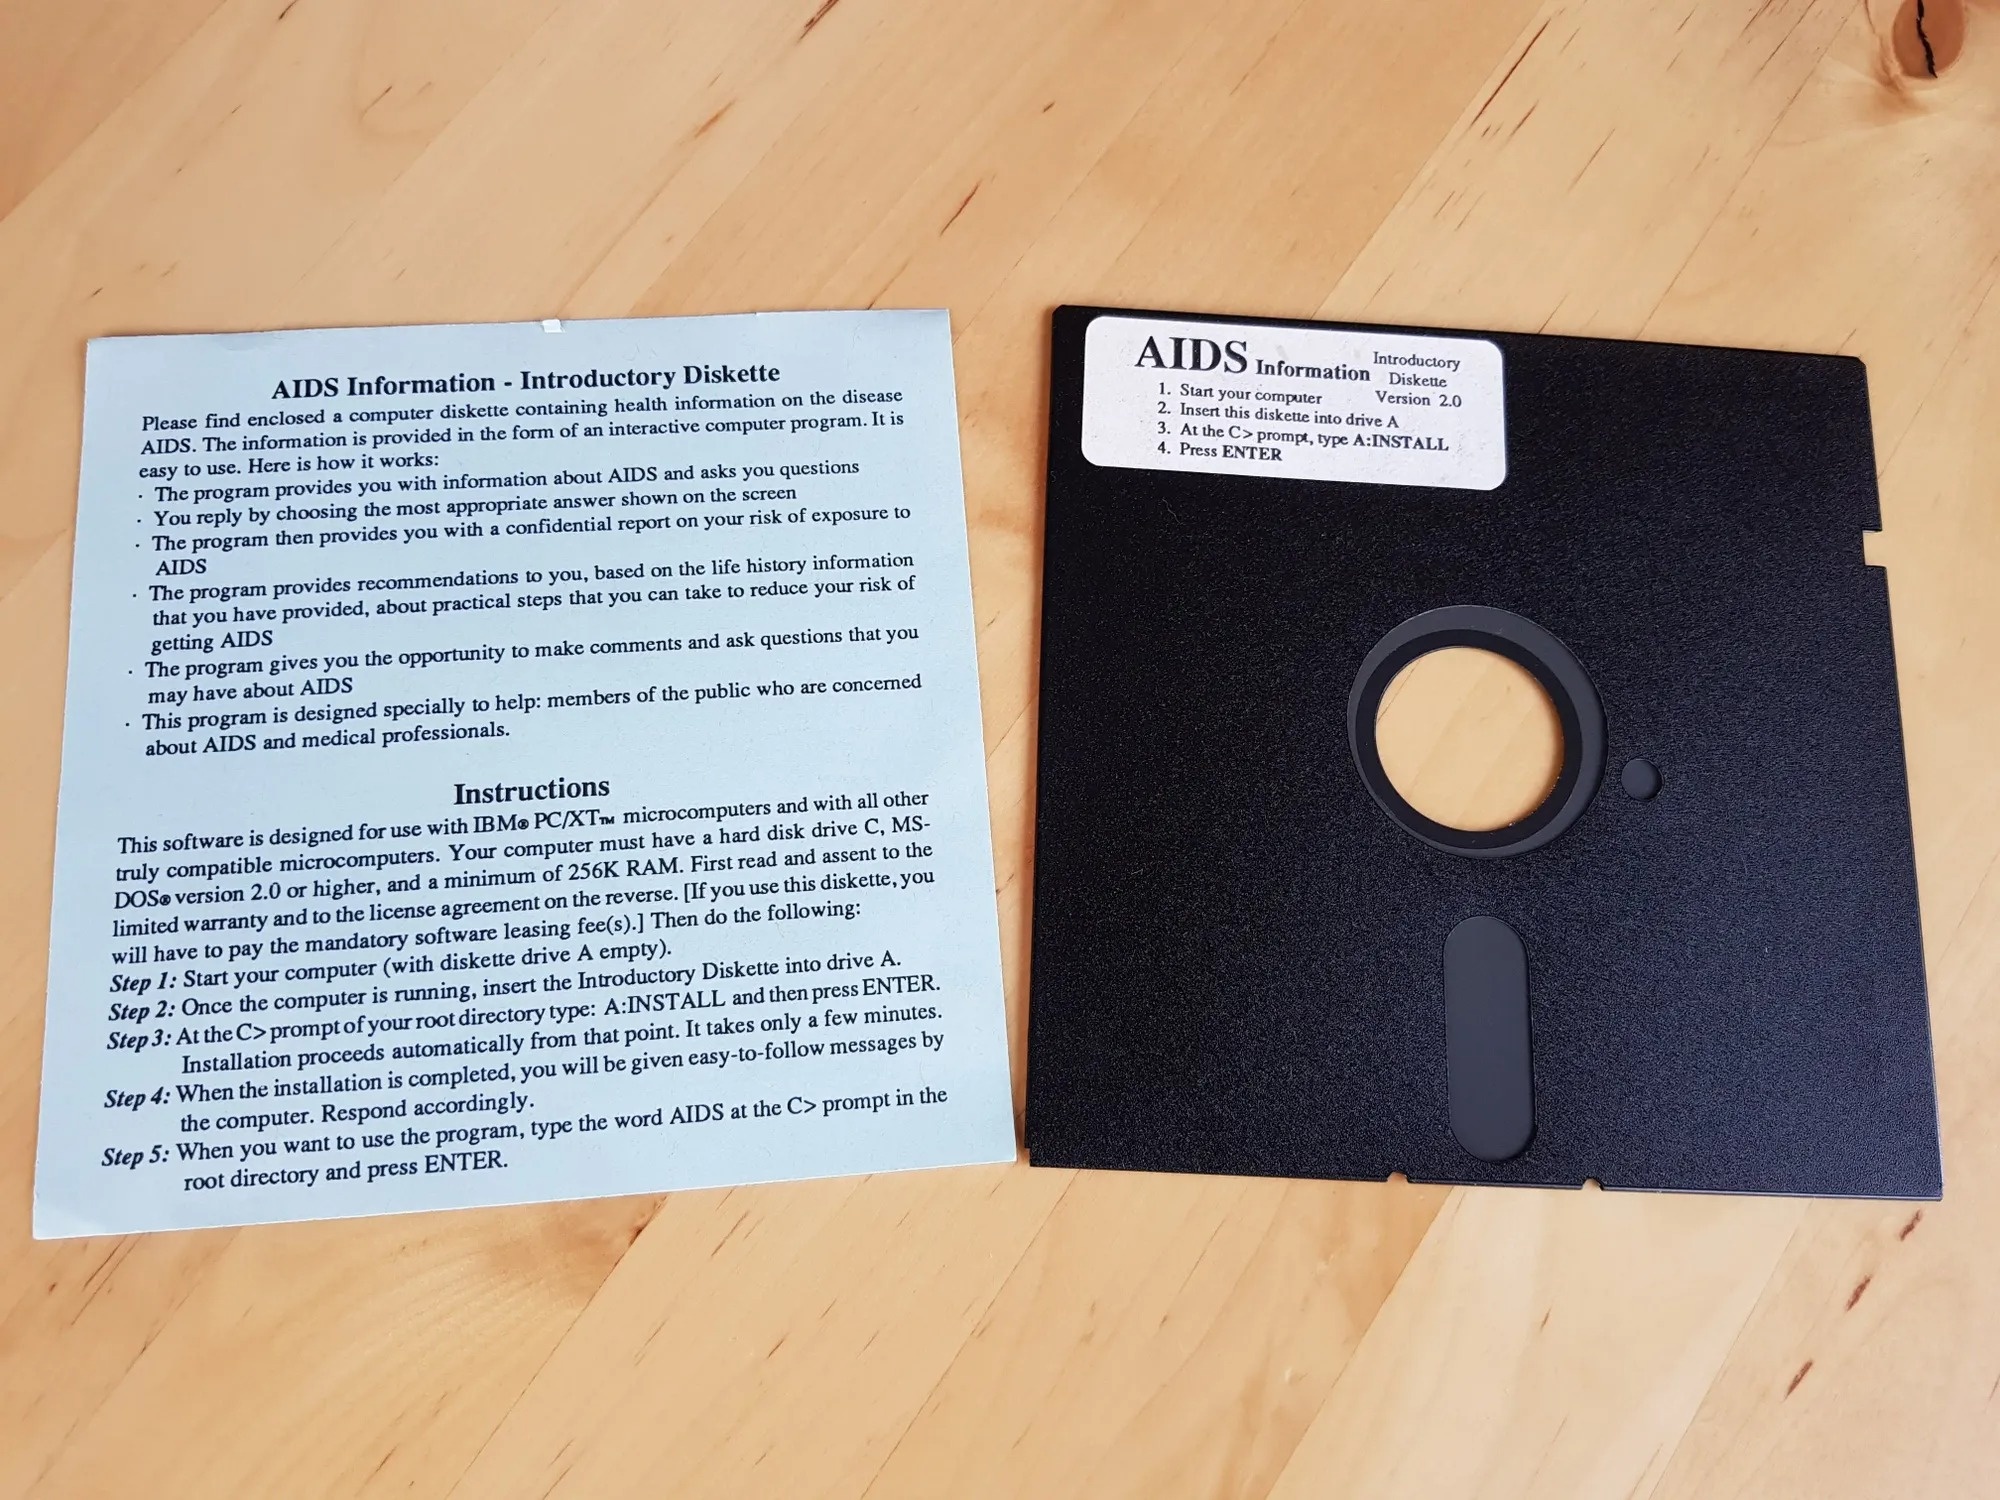 AIDS Information - Introductory Diskette
Please find enclosed a computer diskette containing health information on the disease
AIDS. The information is provided in the form of an interactive computer program. It is
easy to use. Here is how it works:
· The program provides you with information about AIDS and asks you questions
· You reply by choosing the most appropriate answer shown on the screen
· The program then provides you with a confidential report on your risk of exposure to
AIDS
· The program provides recommendations to you, based on the life history information
that you have provided, about practical steps that you can take to reduce your risk of
getting AIDS
· The program gives you the opportunity to make comments and ask questions that you
may have about AIDS
· This program is designed specially to help: members of the public who are concerned
about AIDS and medical professionals.
Instructions
This software is designed for use with IBM® PC/XT™ microcomputers and with all other
truly compatible microcomputers. Your computer must have a hard disk drive C, MS-
DOS® version 2.0 or higher, and a minimum of 256K RAM. First read and assent to the
limited warranty and to the license agreement on the reverse. [If you use this diskette, you
will have to pay the mandatory software leasing fee(s).] Then do the following:
Step 1: Start your computer (with diskette drive A empty).
Step 2: Once the computer is running, insert the Introductory Diskette into drive A.
Step 3: At the C> prompt of your root directory type: A:INSTALL and then press ENTER.
Installation proceeds automatically from that point. It takes only a few minutes.
Step 4: When the installation is completed, you will be given easy-to-follow messages by
the computer. Respond accordingly.
Step 5: When you want to use the program, type the word AIDS at the C> prompt in the
root directory and press ENTER.
AIDS Information
Introductory
Diskette
Version 2.0
1. Start your computer
2. Insert this diskette into drive A
3. At the C> prompt, type A:INSTALL
4. Press ENTER